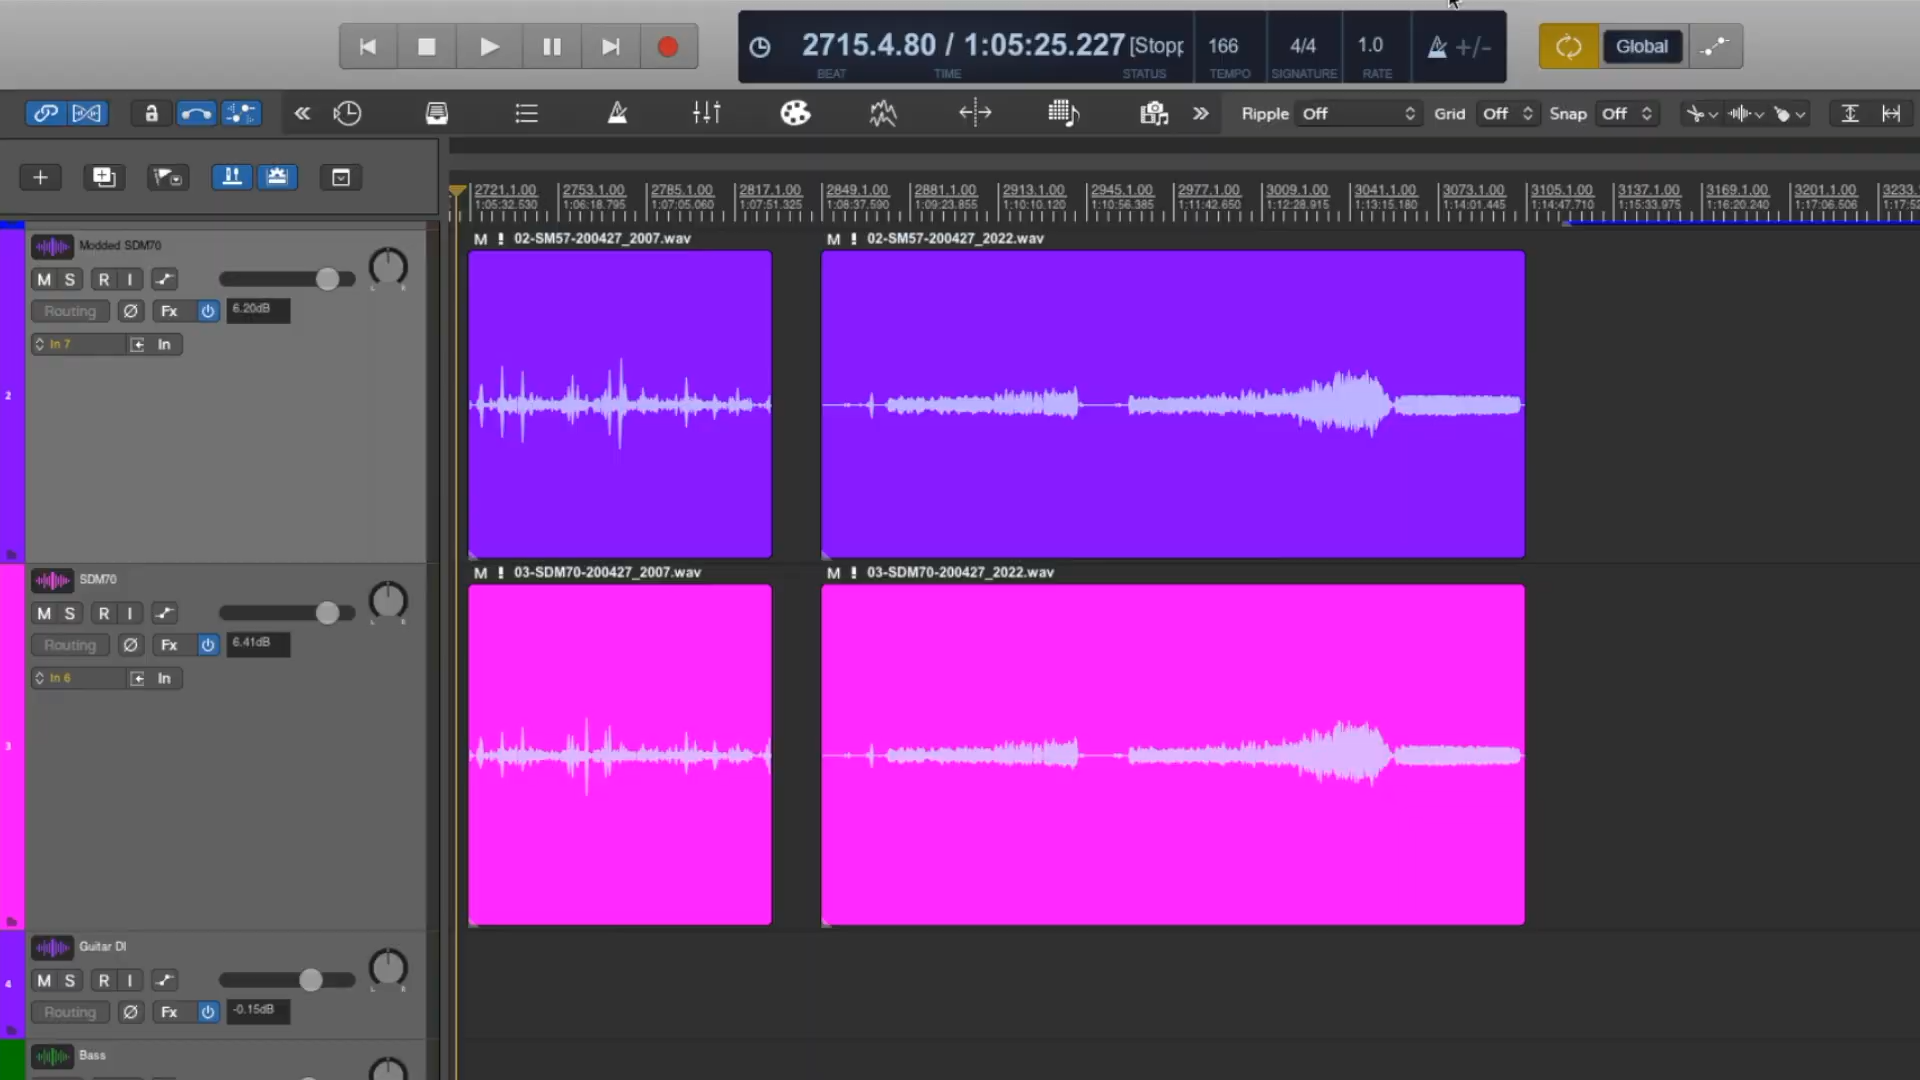 2715.4.80 / 1:05:25.227 [Stopp 166 4/4 1.0 +/- Global
BEAT TIME STATUS TEMPO SIGNATURE RATE
Ripple Off Grid Off Snap Off
2721.1.00 2753.1.00 2785.1.00 2817.1.00 2849.1.00 2881.1.00 2913.1.00 2945.1.00 2977.1.00 3009.1.00 3041.1.00 3073.1.00 3105.1.00 3137.1.00 3169.1.00 3201.1.00 3233.
1:05:32.530 1:06:18.795 1:07:05.060 1:07:51.325 1:08:37.590 1:09:23.855 1:10:10.120 1:10:56.385 1:11:42.650 1:12:28.915 1:13:15.180 1:14:01.445 1:14:47.710 1:15:33.975 1:16:20.240 1:17:06.506 1:17:52
Modded SDM70
M S R I
L R
Routing Ø Fx 6.20dB
In 7 In
2
M ! 02-SM57-200427_2007.wav
M ! 02-SM57-200427_2022.wav
SDM70
M S R I
L R
Routing Ø Fx 6.41dB
In 6 In
3
M ! 03-SDM70-200427_2007.wav
M ! 03-SDM70-200427_2022.wav
Guitar DI
M S R I
L R
4
Routing Ø Fx -0.15dB
Bass